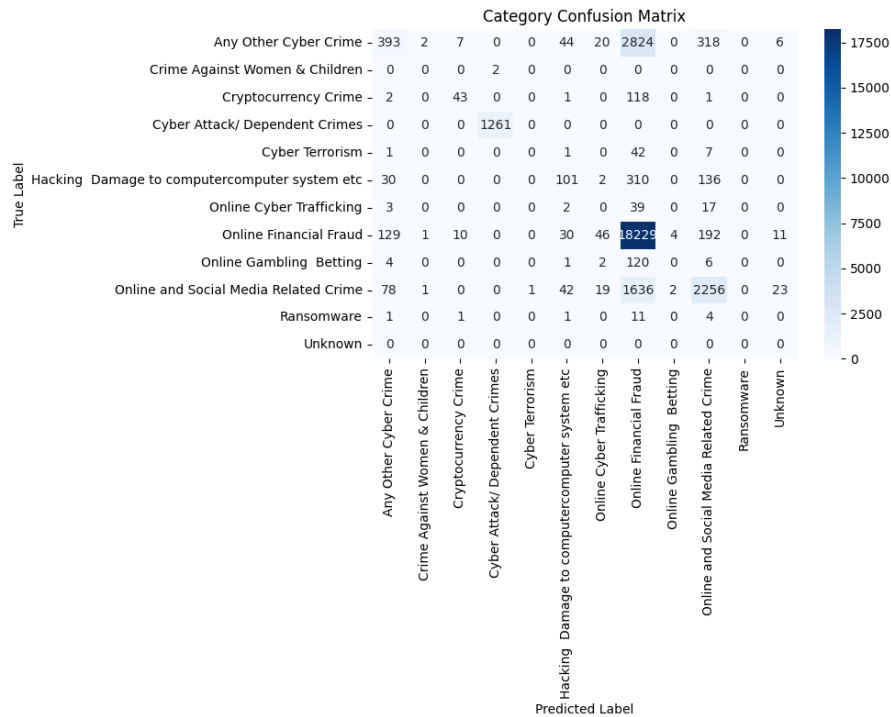 Category Confusion Matrix
True Label
Any Other Cyber Crime 393 2 7 0 0 44 20 2824 0 318 0 6
Crime Against Women & Children 0 0 0 2 0 0 0 0 0 0 0 0
Cryptocurrency Crime 2 0 43 0 0 1 0 118 0 1 0 0
Cyber Attack/ Dependent Crimes 0 0 0 1261 0 0 0 0 0 0 0 0
Cyber Terrorism 1 0 0 0 0 1 0 42 0 7 0 0
Hacking  Damage to computercomputer system etc 30 0 0 0 0 101 2 310 0 136 0 0
Online Cyber Trafficking 3 0 0 0 0 2 0 39 0 17 0 0
Online Financial Fraud 129 1 10 0 0 30 46 18229 4 192 0 11
Online Gambling  Betting 4 0 0 0 0 1 2 120 0 6 0 0
Online and Social Media Related Crime 78 1 0 0 1 42 19 1636 2 2256 0 23
Ransomware 1 0 1 0 0 1 0 11 0 4 0 0
Unknown 0 0 0 0 0 0 0 0 0 0 0 0
Any Other Cyber Crime
Crime Against Women & Children
Cryptocurrency Crime
Cyber Attack/ Dependent Crimes
Cyber Terrorism
Hacking  Damage to computercomputer system etc
Online Cyber Trafficking
Online Financial Fraud
Online Gambling  Betting
Online and Social Media Related Crime
Ransomware
Unknown
Predicted Label
17500
15000
12500
10000
7500
5000
2500
0